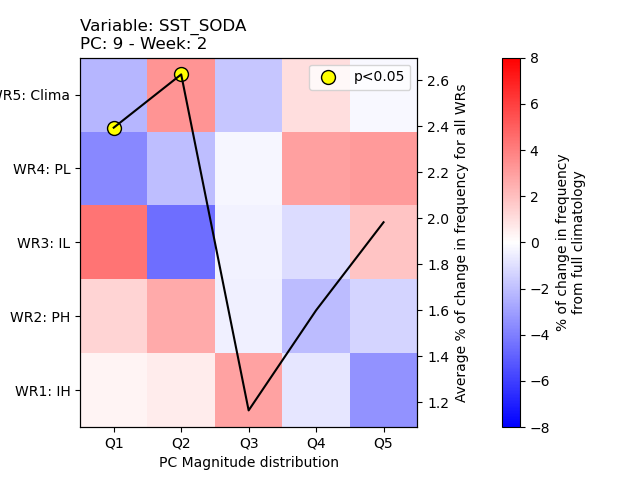 Variable: SST_SODA
PC: 9 - Week: 2
p<0.05
WR5: Clima
WR4: PL
WR3: IL
WR2: PH
WR1: IH
Q1 Q2 Q3 Q4 Q5
PC Magnitude distribution
2.6
2.4
2.2
2.0
1.8
1.6
1.4
1.2
Average % of change in frequency for all WRs
8
6
4
2
0
−2
−4
−6
−8
% of change in frequency
from full climatology